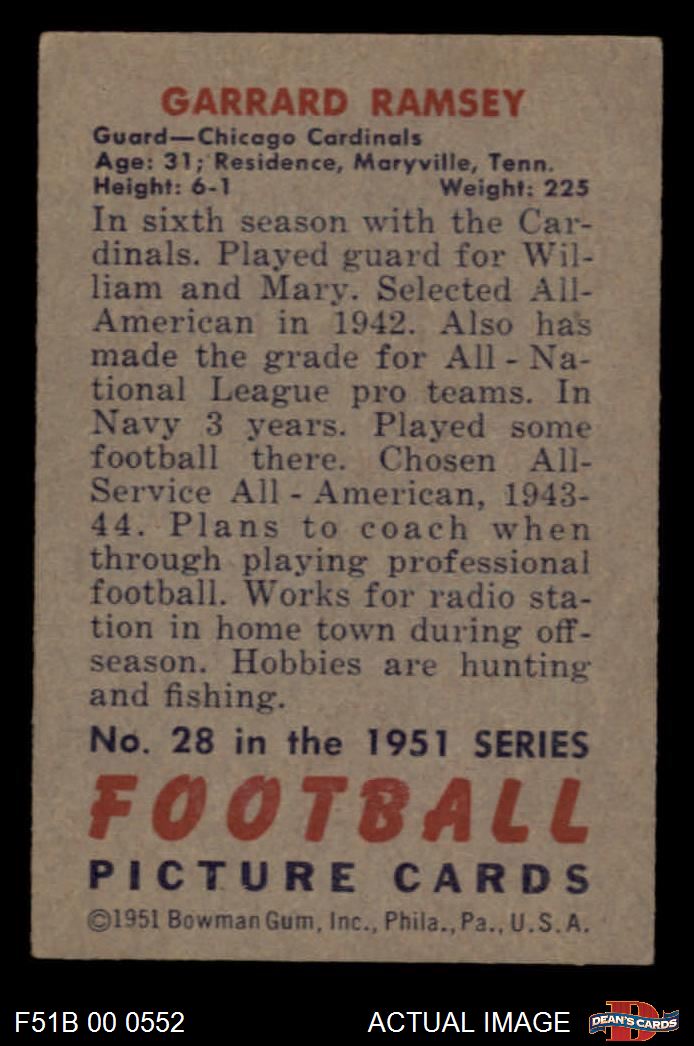 GARRARD RAMSEY
Guard—Chicago Cardinals
Age: 31; Residence, Maryville, Tenn.
Height: 6-1 Weight: 225
In sixth season with the Car-
dinals. Played guard for Wil-
liam and Mary. Selected All-
American in 1942. Also has
made the grade for All - Na-
tional League pro teams. In
Navy 3 years. Played some
football there. Chosen All-
Service All - American, 1943-
44. Plans to coach when
through playing professional
football. Works for radio sta-
tion in home town during off-
season. Hobbies are hunting
and fishing.
No. 28 in the 1951 SERIES
FOOTBALL
PICTURE CARDS
©1951 Bowman Gum, Inc., Phila., Pa., U.S.A.
F51B 00 0552 ACTUAL IMAGE D DEAN'S CARDS